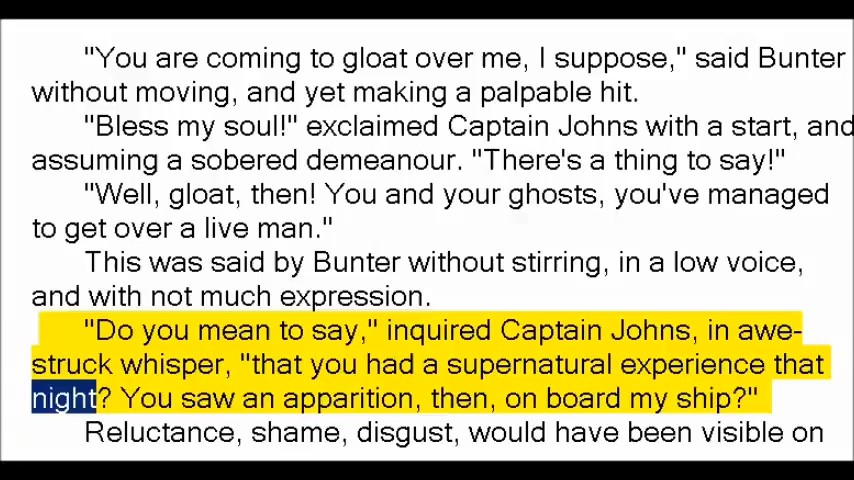 "You are coming to gloat over me, I suppose," said Bunter
without moving, and yet making a palpable hit.
"Bless my soul!" exclaimed Captain Johns with a start, and
assuming a sobered demeanour. "There's a thing to say!"
"Well, gloat, then! You and your ghosts, you've managed
to get over a live man."
This was said by Bunter without stirring, in a low voice,
and with not much expression.
"Do you mean to say," inquired Captain Johns, in awe-
struck whisper, "that you had a supernatural experience that
night? You saw an apparition, then, on board my ship?"
Reluctance, shame, disgust, would have been visible on